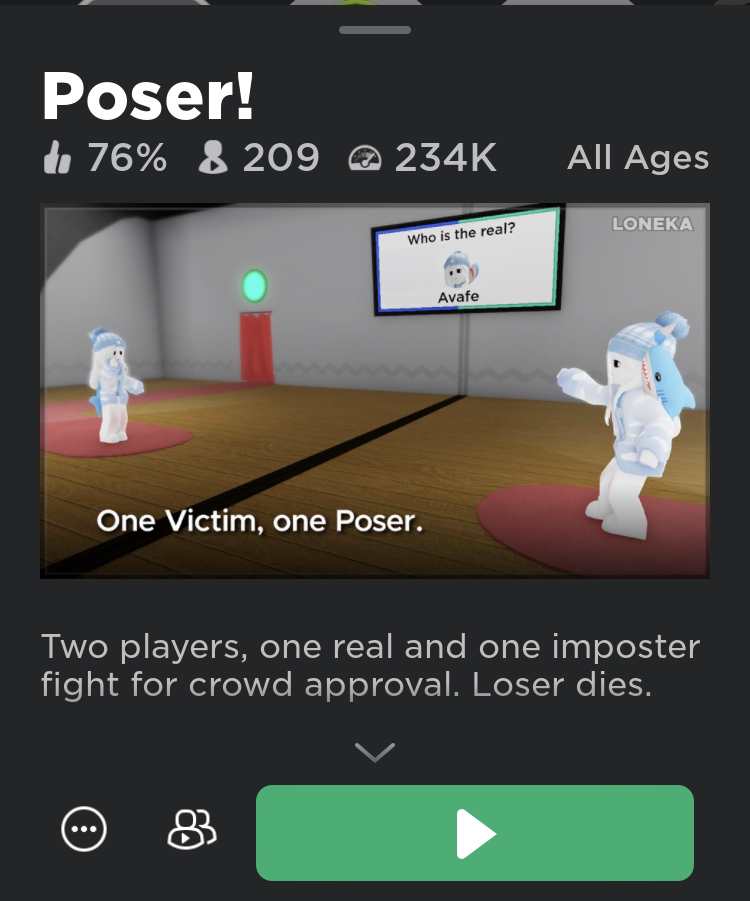 Poser!
76% 209 234K All Ages
LONEKA
Who is the real?
Avafe
One Victim, one Poser.
Two players, one real and one imposter
fight for crowd approval. Loser dies.